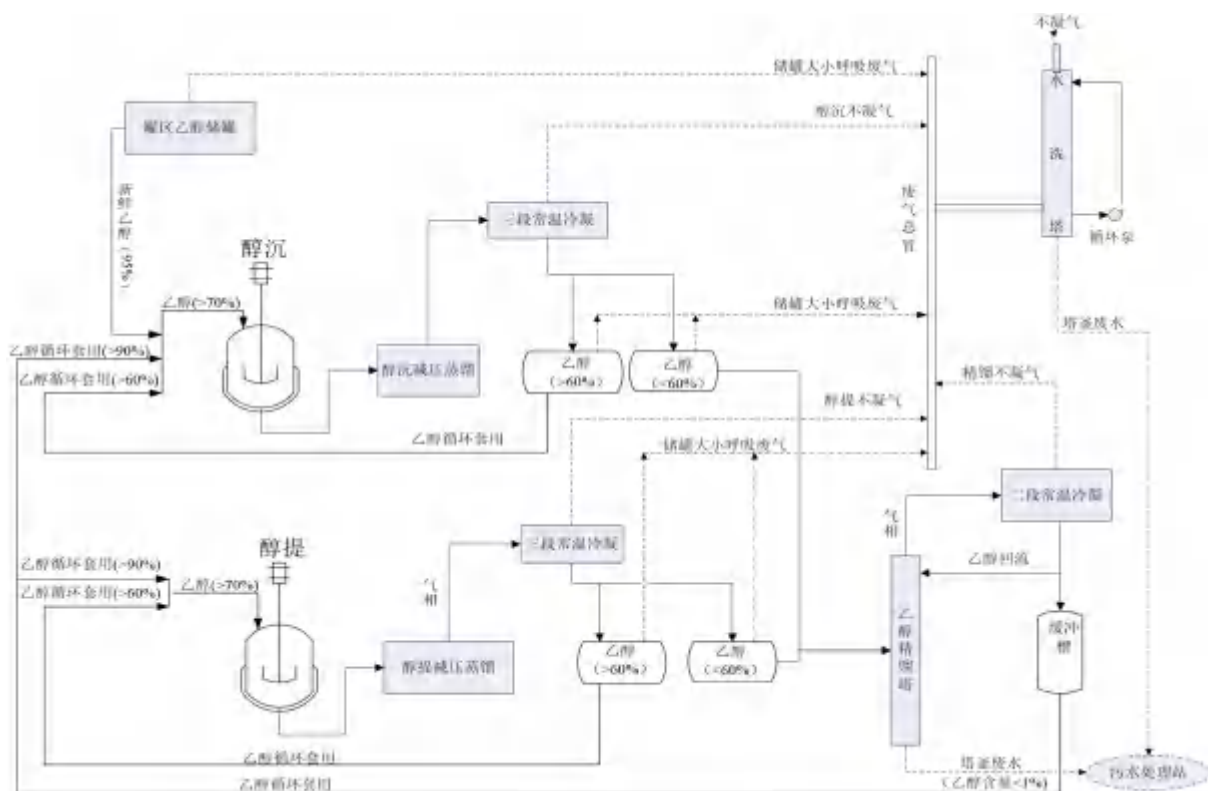 不凝气
储罐大小呼吸废气
水洗塔
罐区乙醇储罐
醇沉不凝气
新鲜乙醇（95%）
三段常温冷凝
废气总管
循环泵
醇沉
乙醇(>70%)
储罐大小呼吸废气
塔釜废水
乙醇循环套用(>90%)
醇沉减压蒸馏
乙醇
（>60%）
乙醇
（<60%）
乙醇循环套用(>60%)
精馏不凝气
醇提不凝气
乙醇循环套用
储罐大小呼吸废气
二段常温冷凝
气相
醇提
三段常温冷凝
乙醇循环套用(>90%)
乙醇(>70%)
乙醇循环套用(>60%)
气相
乙醇回流
乙醇精馏塔
缓冲槽
醇提减压蒸馏
乙醇
（>60%）
乙醇
（<60%）
乙醇循环套用
塔釜废水
（乙醇含量<1%）
污水处理站
乙醇循环套用